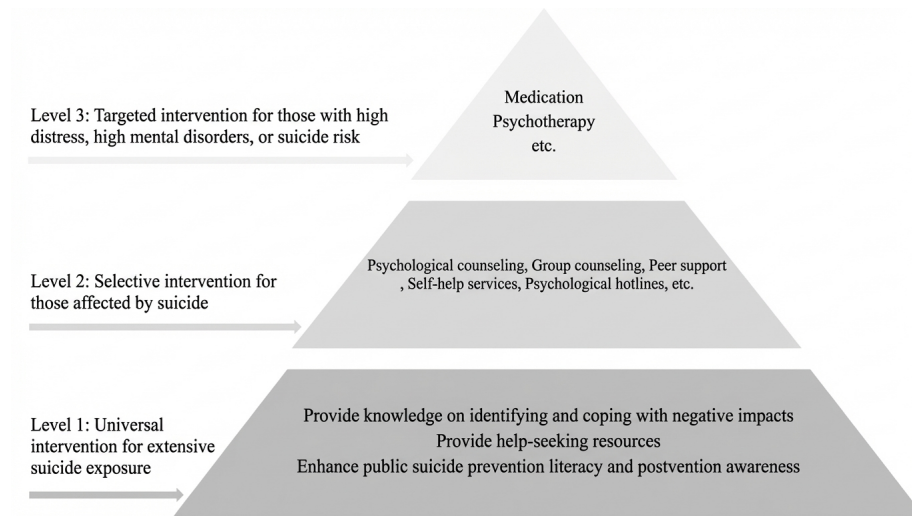 Level 3: Targeted intervention for those with high
distress, high mental disorders, or suicide risk
Medication
Psychotherapy
etc.
Level 2: Selective intervention for
those affected by suicide
Psychological counseling, Group counseling, Peer support
, Self-help services, Psychological hotlines, etc.
Level 1: Universal
intervention for extensive
suicide exposure
Provide knowledge on identifying and coping with negative impacts
Provide help-seeking resources
Enhance public suicide prevention literacy and postvention awareness